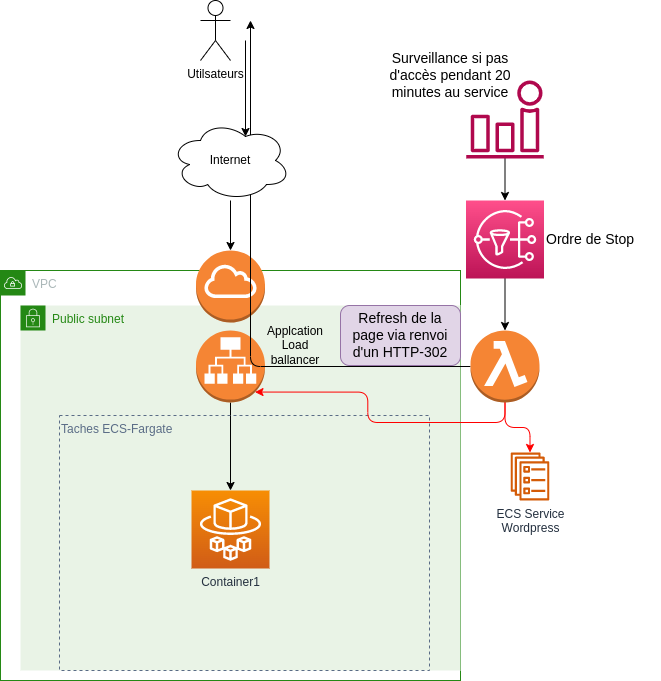 Utilsateurs
Surveillance si pas
d'accès pendant 20
minutes au service
Internet
Ordre de Stop
VPC
Public subnet
Applcation
Load
ballancer
Refresh de la
page via renvoi
d'un HTTP-302
Taches ECS-Fargate
ECS Service
Wordpress
Container1